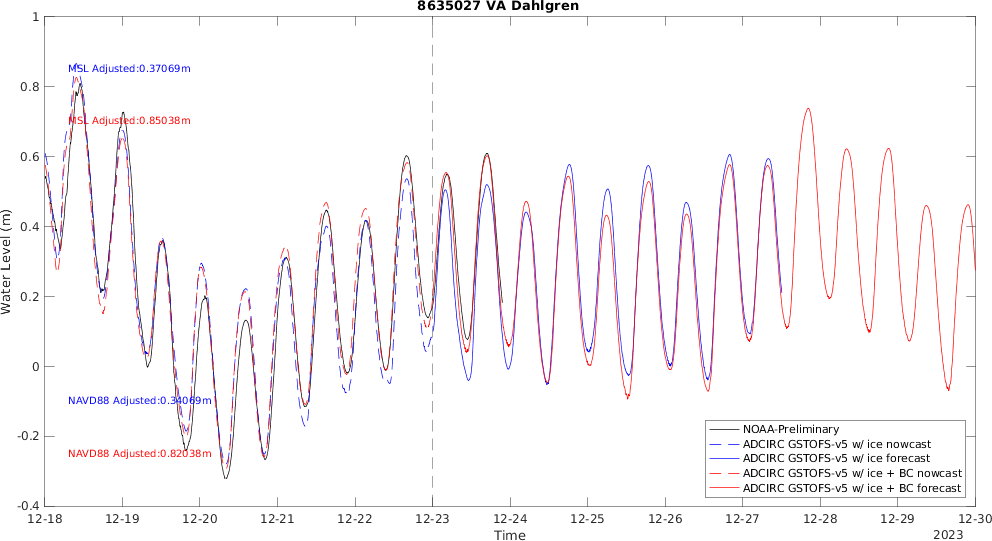 8635027 VA Dahlgren
1
0.8
0.6
0.4
0.2
0
-0.2
-0.4
Water Level (m)
MSL Adjusted:0.37069m
MSL Adjusted:0.85038m
NAVD88 Adjusted:0.34069m
NAVD88 Adjusted:0.82038m
NOAA-Preliminary
ADCIRC GSTOFS-v5 w/ ice nowcast
ADCIRC GSTOFS-v5 w/ ice forecast
ADCIRC GSTOFS-v5 w/ ice + BC nowcast
ADCIRC GSTOFS-v5 w/ ice + BC forecast
12-18 12-19 12-20 12-21 12-22 12-23 12-24 12-25 12-26 12-27 12-28 12-29 12-30
Time
2023